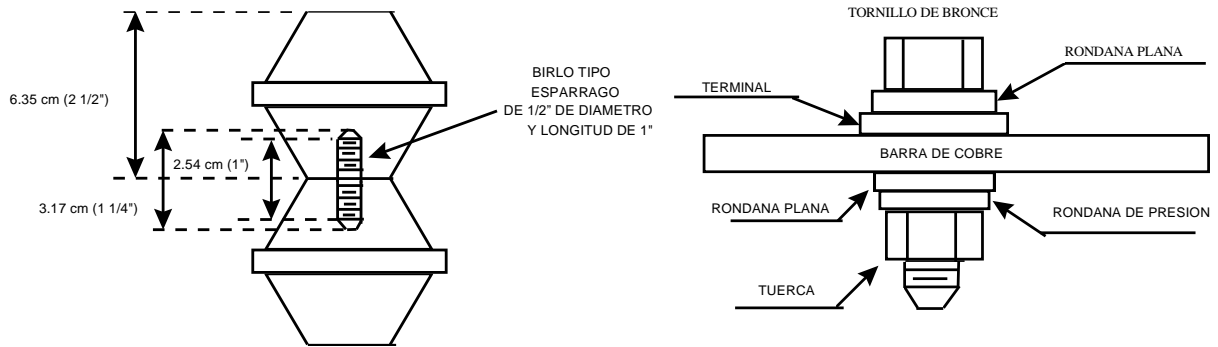 6.35 cm (2 1/2")
2.54 cm (1")
3.17 cm (1 1/4")
BIRLO TIPO
ESPARRAGO
DE 1/2" DE DIAMETRO
Y LONGITUD DE 1"
TORNILLO DE BRONCE
RONDANA PLANA
TERMINAL
BARRA DE COBRE
RONDANA PLANA
RONDANA DE PRESION
TUERCA